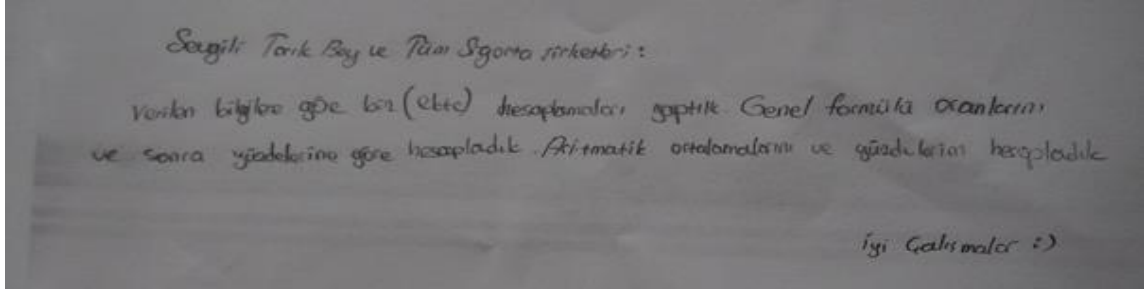 Sevgili Tarık Bey ve Tüm Sigorta şirketleri :
Verilen bilgilere göre biz (ekte) hesaplamaları yaptık Genel formülü oranlarını
ve sonra yüzdelerine göre hesapladık. Aritmatik ortalamalarını ve yüzdelerini hesapladık
İyi Çalışmalar :)